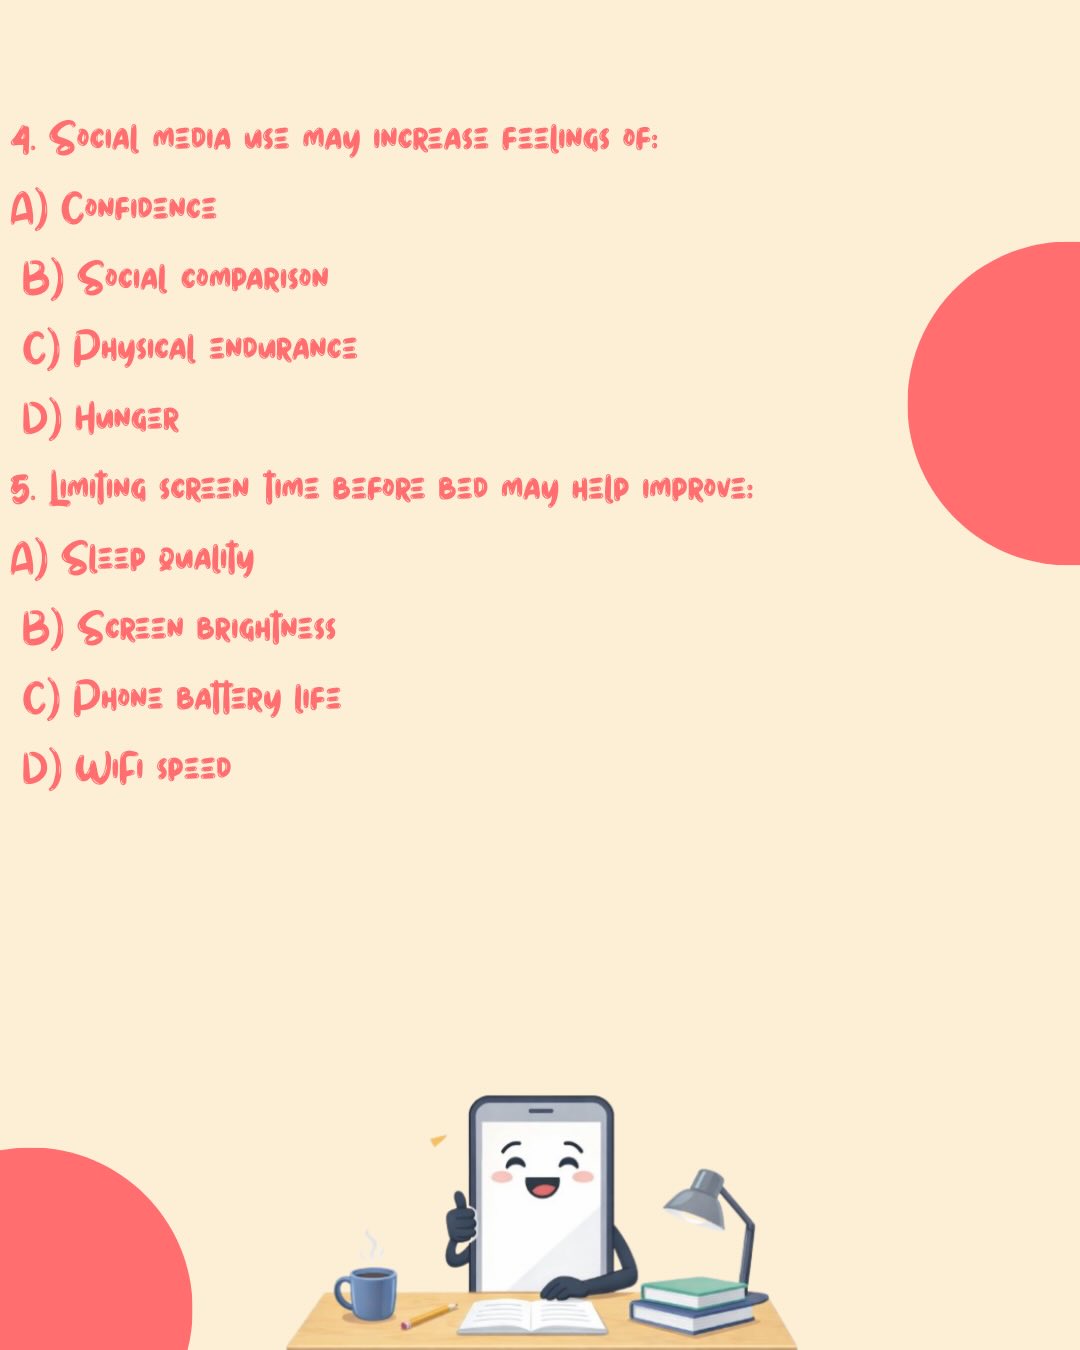 4. Social media use may increase feelings of:
A) Confidence
B) Social comparison
C) Physical endurance
D) Hunger
5. Limiting screen time before bed may help improve:
A) Sleep quality
B) Screen brightness
C) Phone battery life
D) WiFi speed